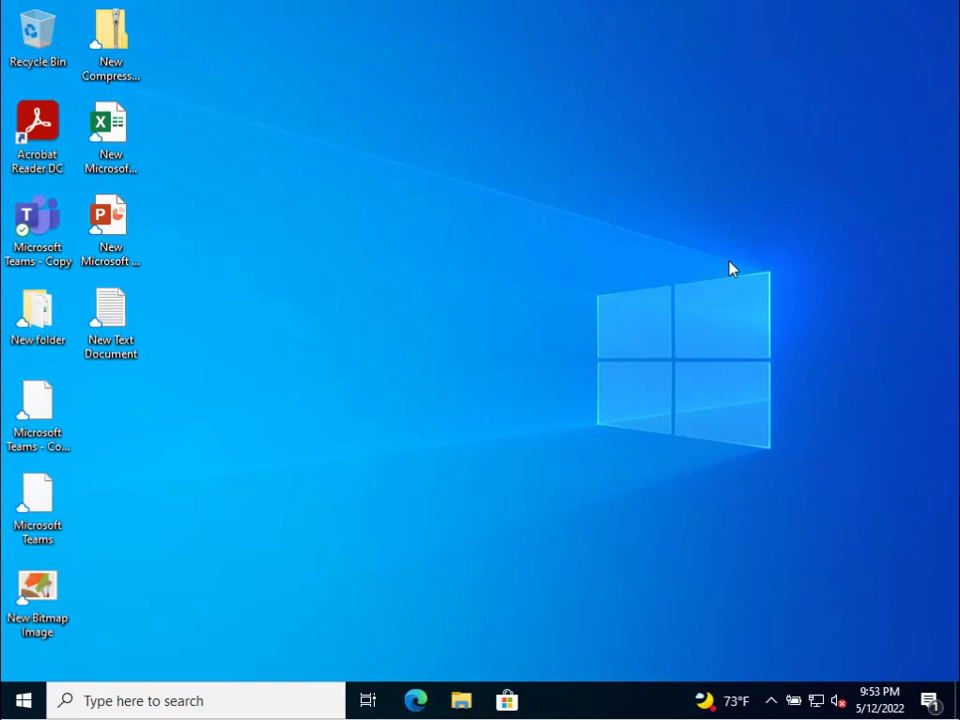 Recycle Bin
New
Compress...
Acrobat
Reader DC
New
Microsof...
Microsoft
Teams - Copy
New
Microsoft ...
New folder
New Text
Document
Microsoft
Teams - Co...
Microsoft
Teams
New Bitmap
Image
Type here to search
73°F
9:53 PM
5/12/2022
1